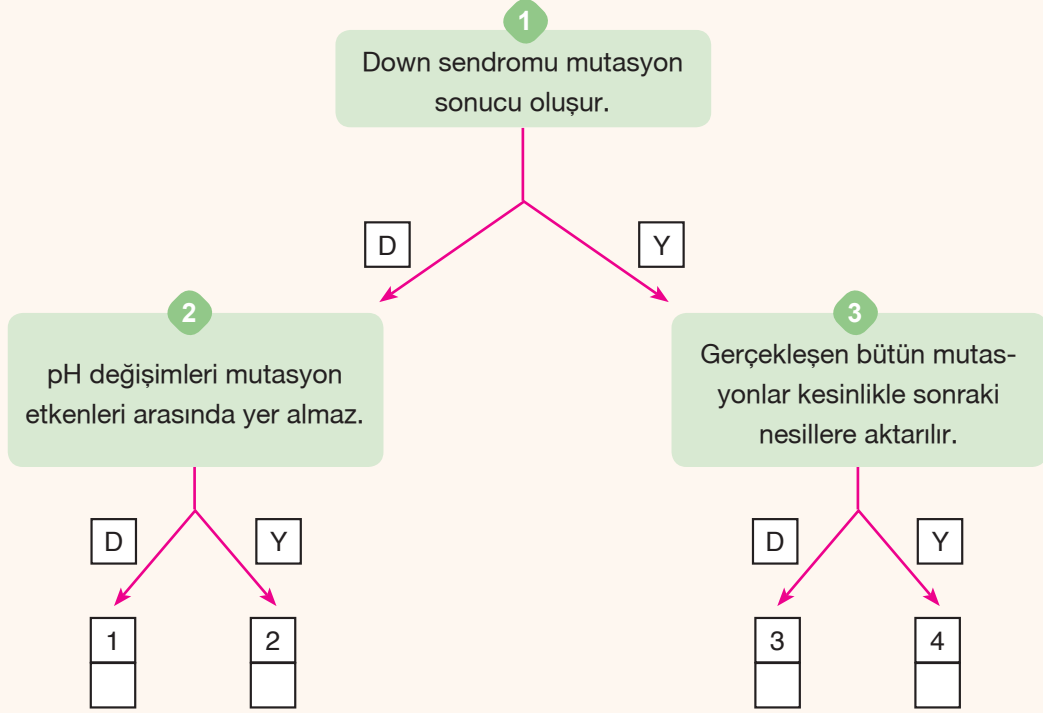 1
Down sendromu mutasyon
sonucu oluşur.
D
Y
2
pH değişimleri mutasyon
etkenleri arasında yer almaz.
3
Gerçekleşen bütün mutas-
yonlar kesinlikle sonraki
nesillere aktarılır.
D
Y
D
Y
1
2
3
4